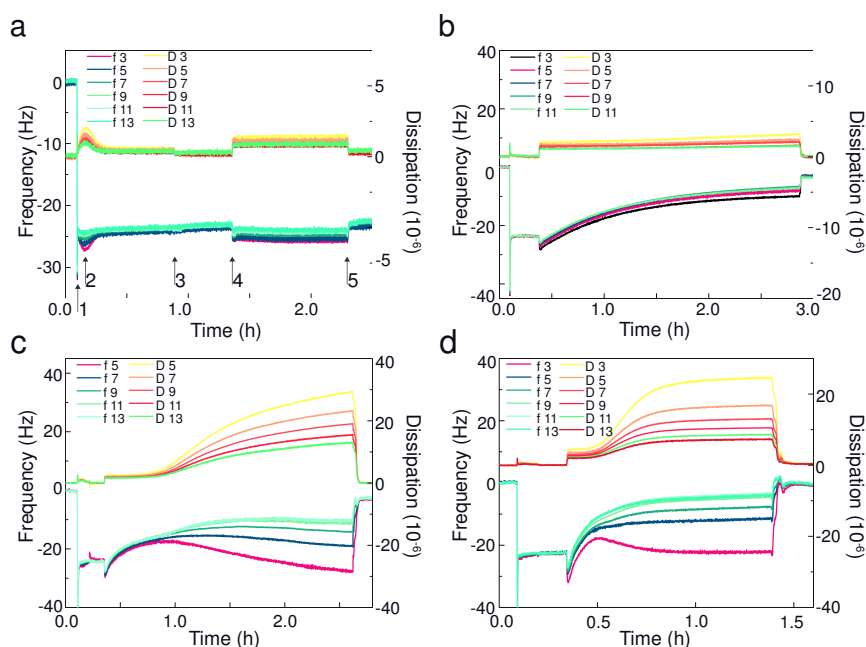 a
f 3 D 3
f 5 D 5
f 7 D 7
f 9 D 9
f 11 D 11
f 13 D 13
0
-10
-20
-30
Frequency (Hz)
5
0
-4
Dissipation (10-6)
1 2 3 4 5
0.0 1.0 2.0
Time (h)
b
f 3 D 3
f 5 D 5
f 7 D 7
f 9 D 9
f 11 D 11
40
20
0
-20
-40
Frequency (Hz)
10
0
-10
-20
Dissipation (10-6)
0.0 1.0 2.0 3.0
Time (h)
c
f 5 D 5
f 7 D 7
f 9 D 9
f 11 D 11
f 13 D 13
40
20
0
-20
-40
Frequency (Hz)
40
20
0
-20
-40
Dissipation (10-6)
0.0 1.0 2.0
Time (h)
d
f 3 D 3
f 5 D 5
f 7 D 7
f 9 D 9
f 11 D 11
f 13 D 13
40
20
0
-20
-40
Frequency (Hz)
20
0
-20
-40
Dissipation (10-6)
0.0 0.5 1.0 1.5
Time (h)